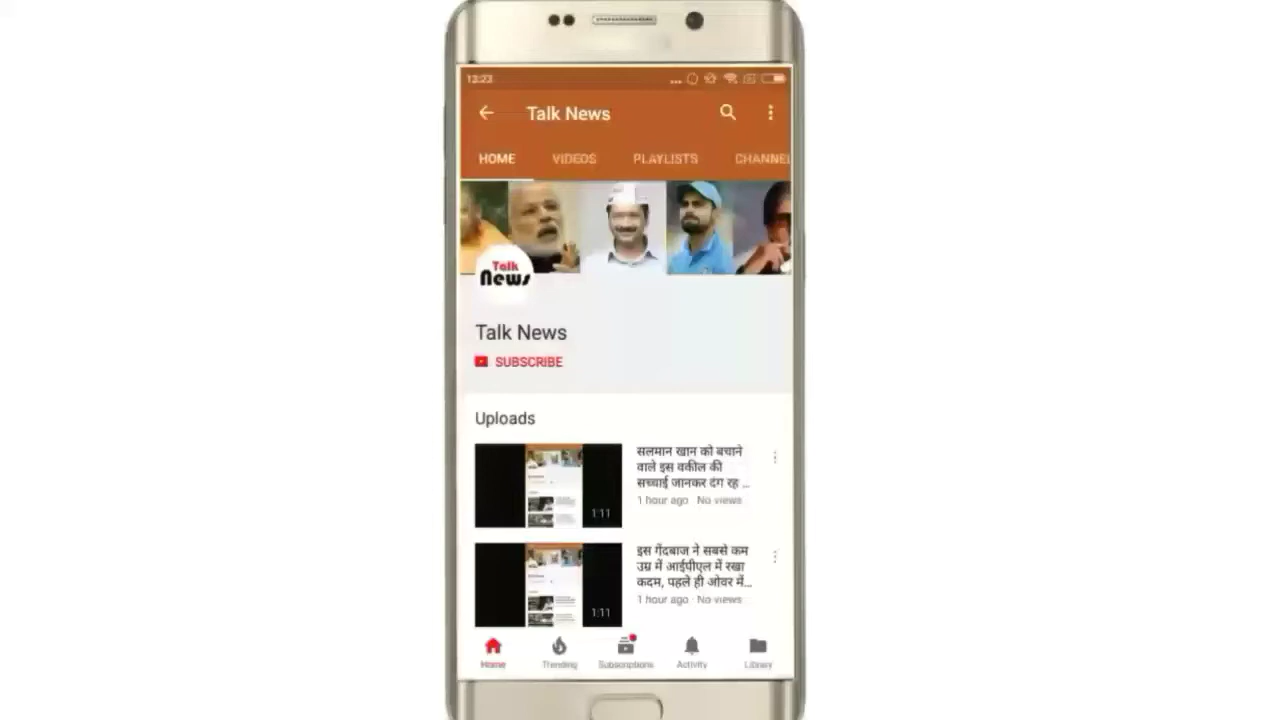 12:23
Talk News
HOME VIDEOS PLAYLISTS CHANNEL
Talk
News
Talk News
SUBSCRIBE
Uploads
सलमान खान को बचाने
वाले इस वकील की
सच्चाई जानकर दंग रह ...
1 hour ago · No views
1:11
इस गेंदबाज ने सबसे कम
उम्र में आईपीएल में रखा
कदम, पहले ही ओवर में...
1 hour ago · No views
1:11
Home Trending Subscriptions Activity Library